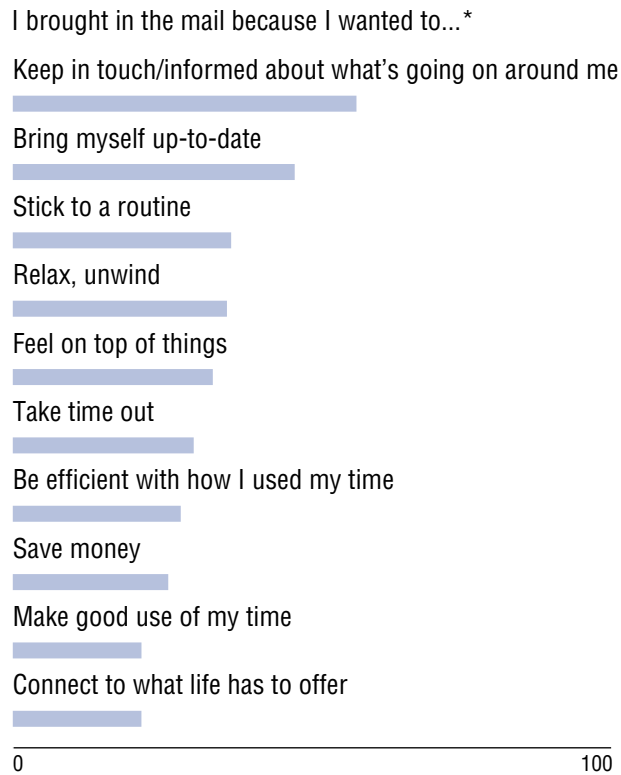 I brought in the mail because I wanted to...*
Keep in touch/informed about what's going on around me
Bring myself up-to-date
Stick to a routine
Relax, unwind
Feel on top of things
Take time out
Be efficient with how I used my time
Save money
Make good use of my time
Connect to what life has to offer
0 100